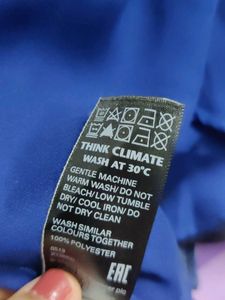 THINK CLIMATE
WASH AT 30°C
GENTLE MACHINE
WARM WASH/ DO NOT
BLEACH/ LOW TUMBLE
DRY/ COOL IRON/ DO
NOT DRY CLEAN
WASH SIMILAR
COLOURS TOGETHER
100% POLYESTER
EAC
plc